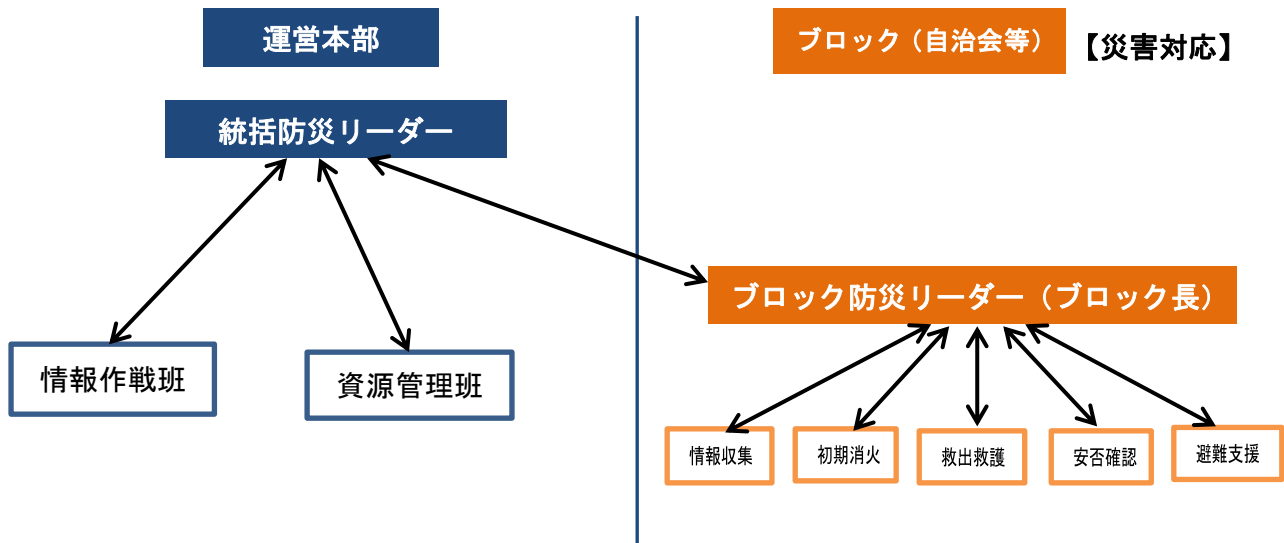 運営本部
ブロック（自治会等）
【災害対応】
統括防災リーダー
ブロック防災リーダー（ブロック長）
情報作戦班
資源管理班
情報収集
初期消火
救出救護
安否確認
避難支援